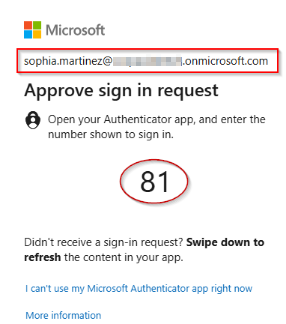 Microsoft
sophia.martinez@ .onmicrosoft.com
Approve sign in request
Open your Authenticator app, and enter the
number shown to sign in.
81
Didn't receive a sign-in request? Swipe down to
refresh the content in your app.
I can't use my Microsoft Authenticator app right now
More information